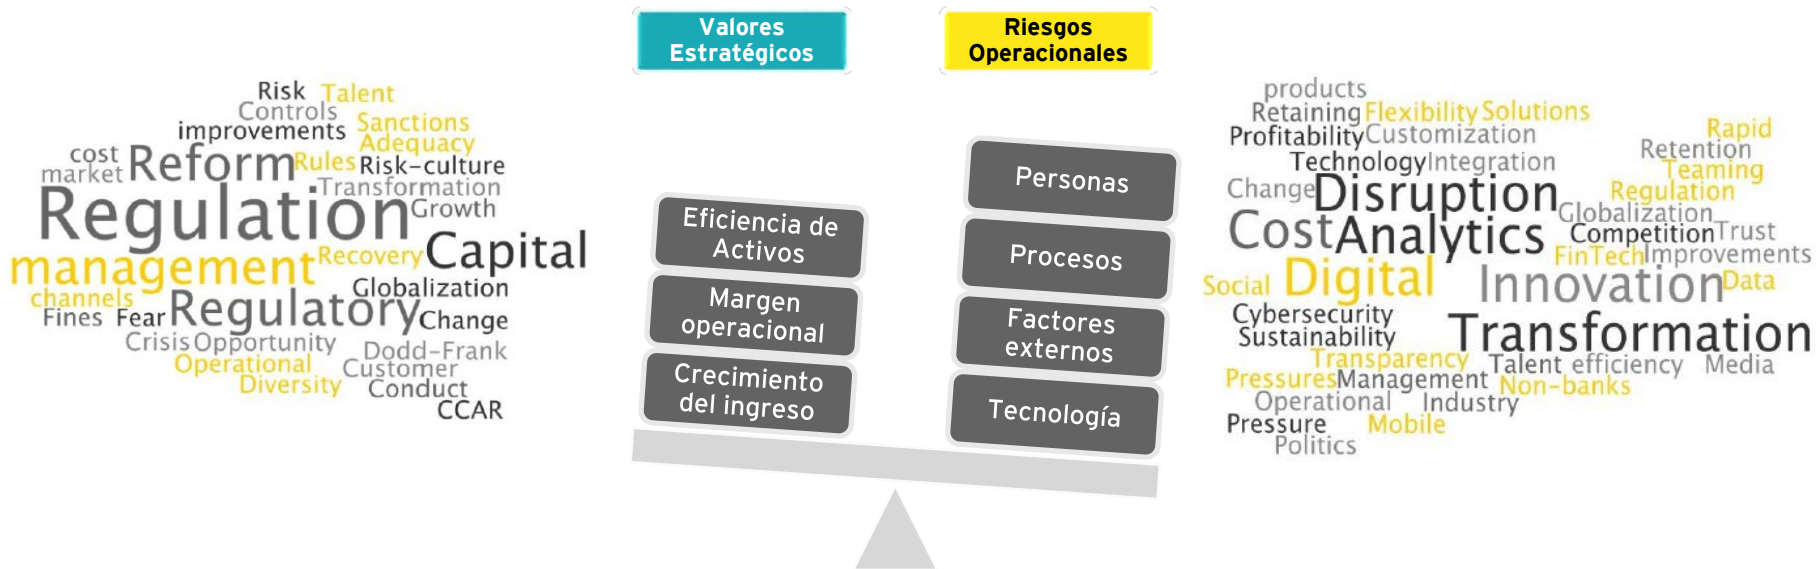 Valores
Estratégicos
Riesgos
Operacionales
Risk Talent
Controls
improvements Sanctions
Adequacy
cost
market Reform Rules Risk-culture
Transformation
Regulation Growth
management Recovery Capital
channels Globalization
Fines Fear Regulatory Change
Crisis Opportunity Dodd-Frank
Operational Customer
Diversity Conduct
CCAR
Eficiencia de
Activos
Margen
operacional
Crecimiento
del ingreso
Personas
Procesos
Factores
externos
Tecnología
products
Retaining Flexibility Solutions
Profitability Customization Rapid
Technology Integration Retention
Teaming
Change Disruption Regulation
Globalization
Cost Analytics Competition Trust
FinTech Improvements
Social Digital Innovation Data
Cybersecurity
Sustainability Transformation
Transparency Talent efficiency Media
Pressures Management Non-banks
Operational Industry
Pressure Mobile
Politics